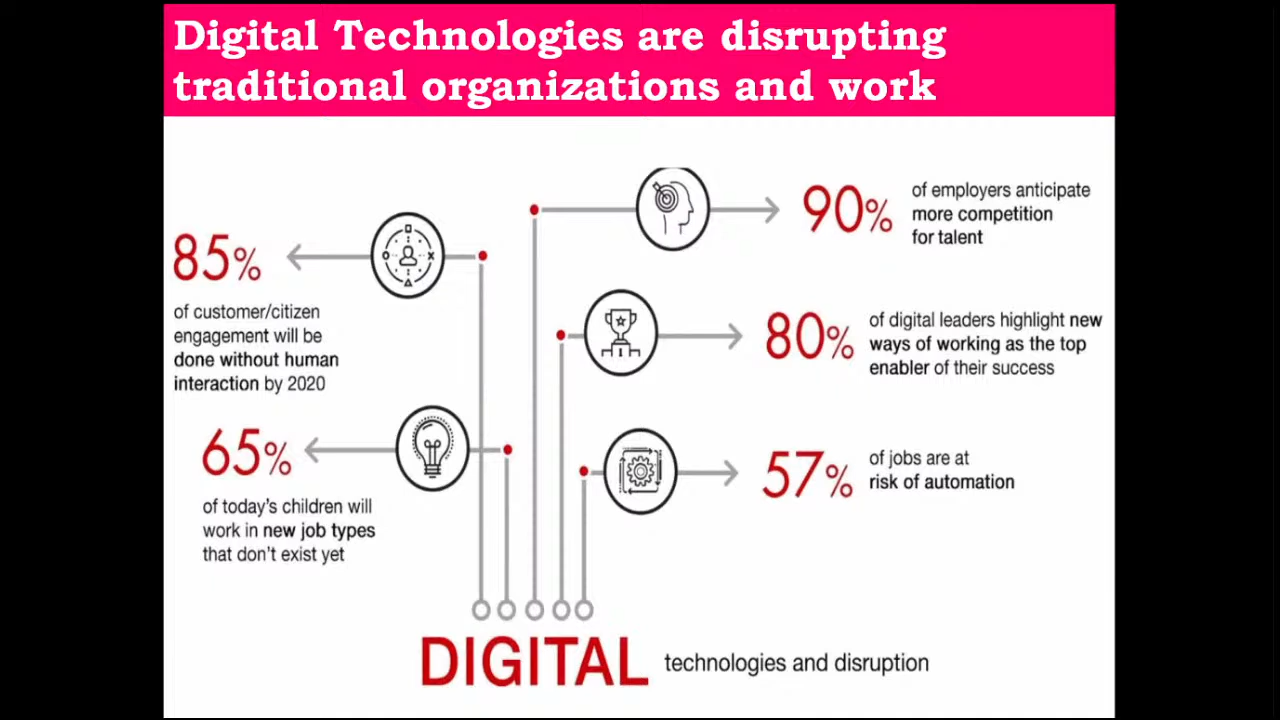 Digital Technologies are disrupting
traditional organizations and work
85%
of customer/citizen
engagement will be
done without human
interaction by 2020
65%
of today's children will
work in new job types
that don't exist yet
90%
of employers anticipate
more competition
for talent
80%
of digital leaders highlight new
ways of working as the top
enabler of their success
57%
of jobs are at
risk of automation
DIGITAL technologies and disruption